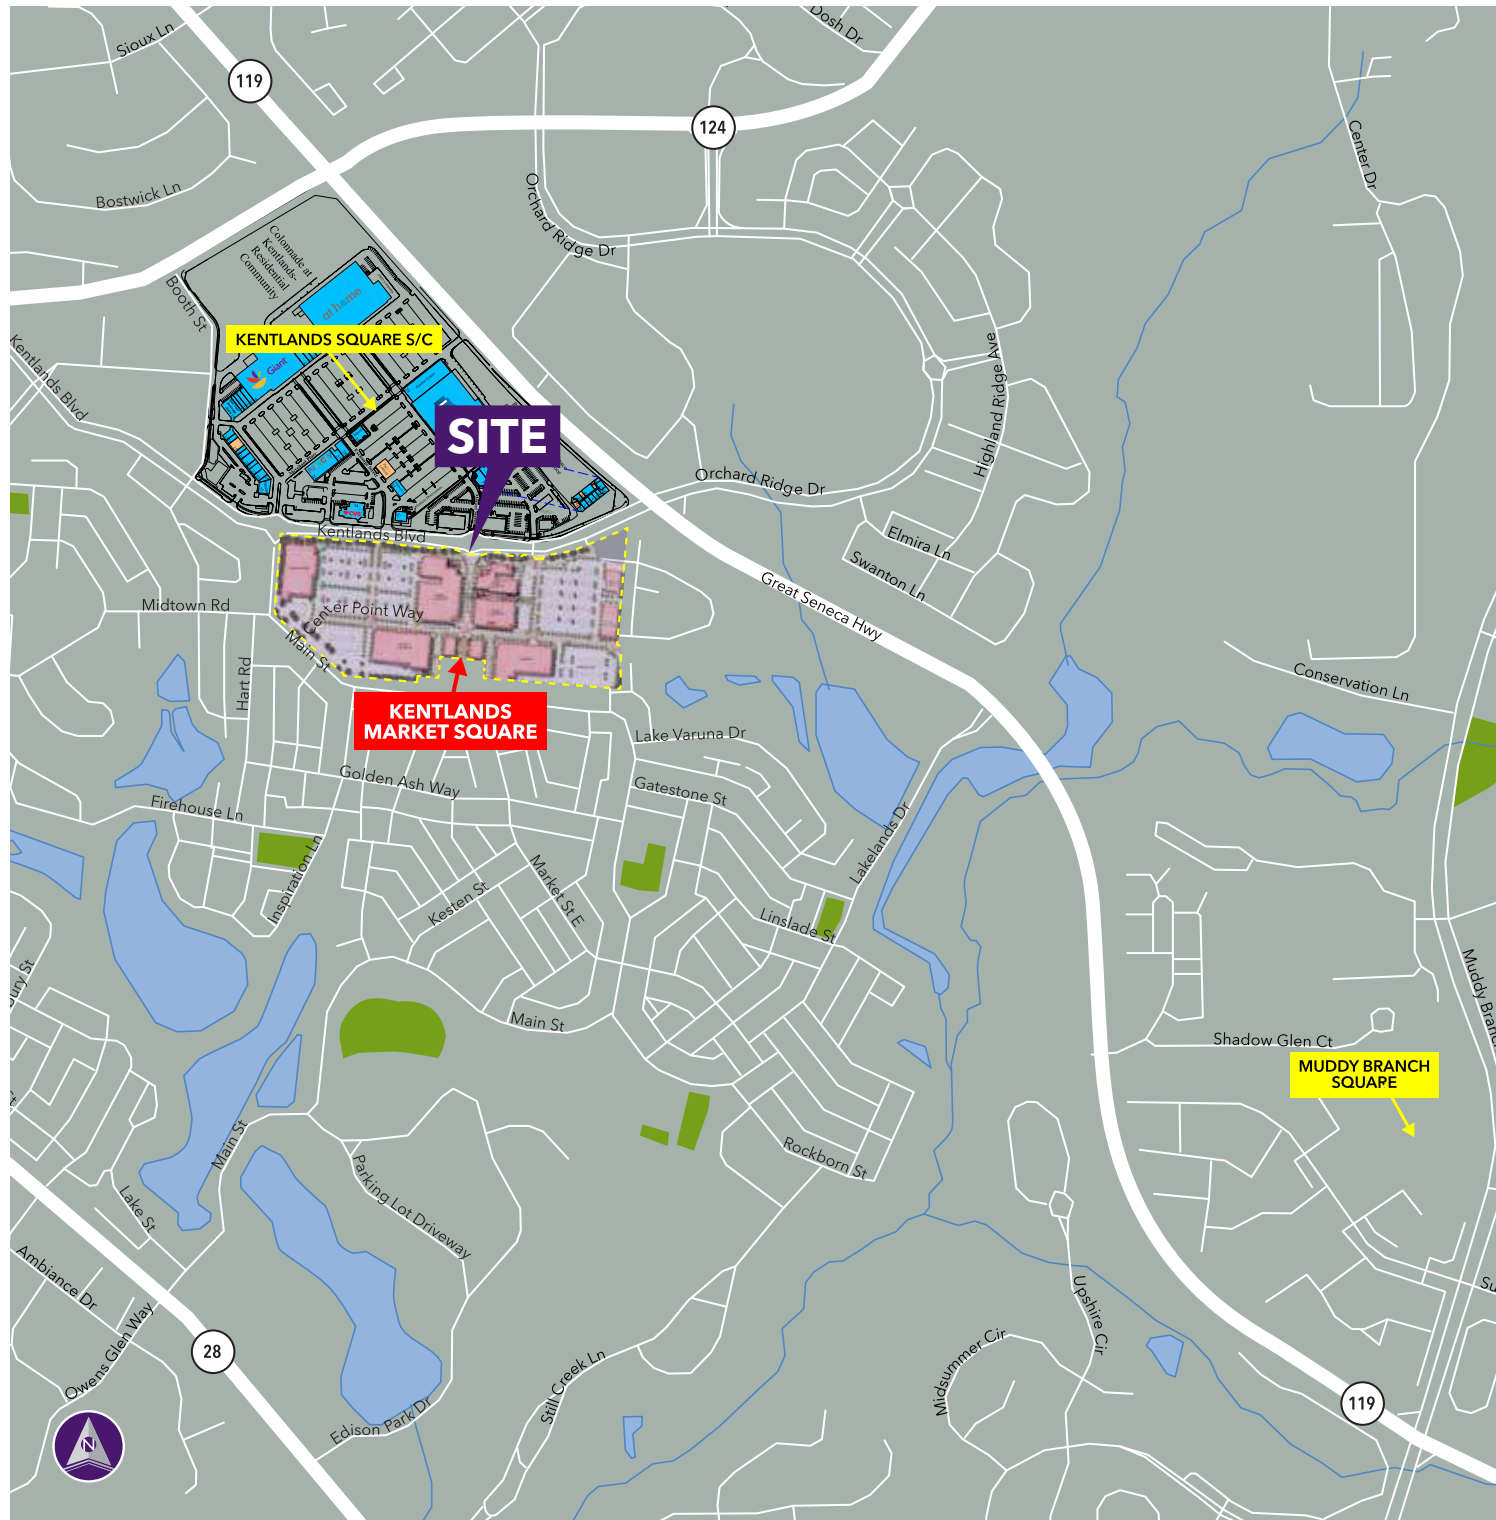 Sioux Ln
Dosh Dr
119
124
Center Dr
Bostwick Ln
Orchard Ridge Dr
Colonnade at
Kentlands-
Residential
Community
Booth St
at home
KENTLANDS SQUARE S/C
Giant
Kentlands Blvd
Highland Ridge Ave
SITE
Orchard Ridge Dr
CVS
Kentlands Blvd
Elmira Ln
Swanton Ln
Great Seneca Hwy
Midtown Rd
Center Point Way
Main St
Hart Rd
Conservation Ln
KENTLANDS
MARKET SQUARE
Lake Varuna Dr
Golden Ash Way
Gatestone St
Firehouse Ln
Lakelands Dr
Inspiration Ln
Kesten St
Market St E
Linslade St
bury St
Main St
Muddy Branch
Shadow Glen Ct
MUDDY BRANCH
SQUARE
Main St
Rockborn St
Parking Lot Driveway
Lake St
Ambiance Dr
Su
Upshire Cir
Owens Glen Way
28
Midsummer Cir
Still Creek Ln
119
Edison Park Dr
N